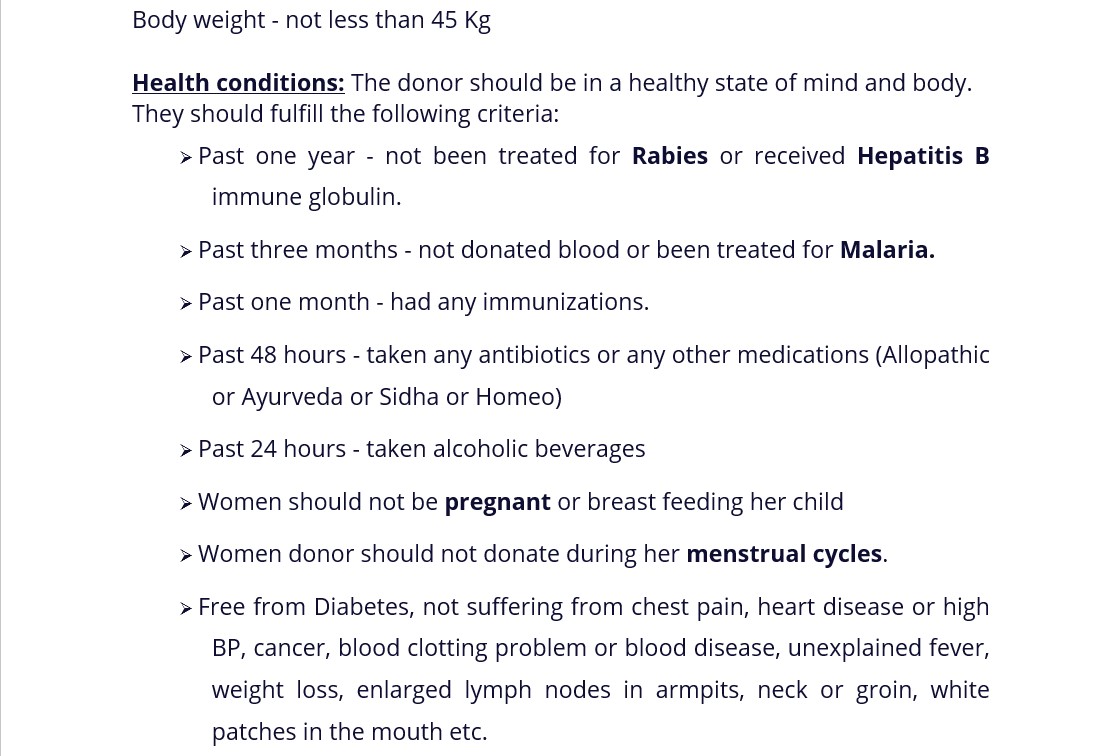 Body weight - not less than 45 Kg
Health conditions: The donor should be in a healthy state of mind and body.
They should fulfill the following criteria:
➢ Past one year - not been treated for Rabies or received Hepatitis B
immune globulin.
➢ Past three months - not donated blood or been treated for Malaria.
➢ Past one month - had any immunizations.
➢ Past 48 hours - taken any antibiotics or any other medications (Allopathic
or Ayurveda or Sidha or Homeo)
➢ Past 24 hours - taken alcoholic beverages
➢ Women should not be pregnant or breast feeding her child
➢ Women donor should not donate during her menstrual cycles.
➢ Free from Diabetes, not suffering from chest pain, heart disease or high
BP, cancer, blood clotting problem or blood disease, unexplained fever,
weight loss, enlarged lymph nodes in armpits, neck or groin, white
patches in the mouth etc.